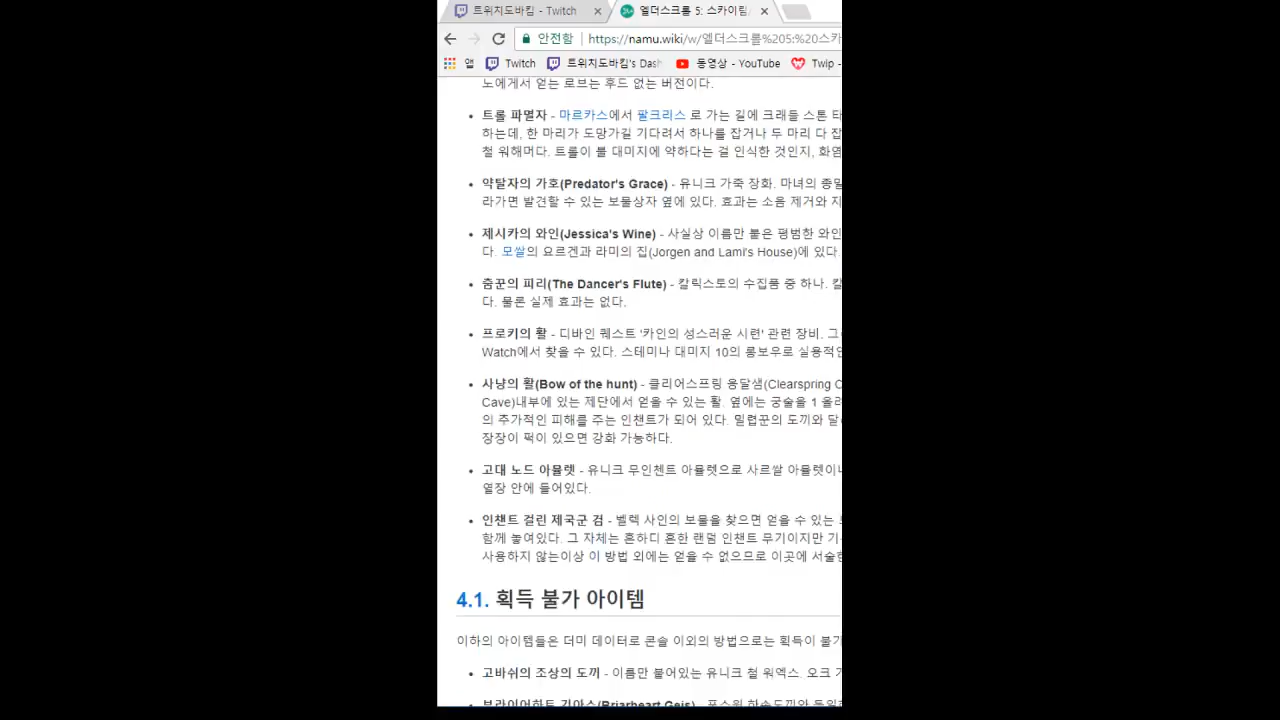 트위치도바킴 - Twitch
엘더스크롤 5: 스카이림
안전함 https://namu.wiki/w/엘더스크롤%205:%20스카
앱 Twitch 트위치도바킴's Dash 동영상 - YouTube Twip -
노에게서 얻는 로브는 후드 없는 버전이다.
트롤 파멸자 - 마르카스에서 팔크리스 로 가는 길에 크래들 스톤 타
하는데, 한 마리가 도망가길 기다려서 하나를 잡거나 두 마리 다 잡
철 워해머다. 트롤이 불 대미지에 약하다는 걸 인식한 것인지, 화염
약탈자의 가호(Predator's Grace) - 유니크 가죽 장화. 마녀의 종말
라가면 발견할 수 있는 보물상자 옆에 있다. 효과는 소음 제거와 지
제시카의 와인(Jessica's Wine) - 사실상 이름만 붙은 평범한 와인
다. 모쌀의 요르겐과 라미의 집(Jorgen and Lami's House)에 있다.
춤꾼의 피리(The Dancer's Flute) - 칼릭스토의 수집품 중 하나. 칼
다. 물론 실제 효과는 없다.
프로키의 활 - 디바인 퀘스트 '카인의 성스러운 시련' 관련 장비. 그
Watch에서 찾을 수 있다. 스테미나 대미지 10의 롱보우로 실용적인
사냥의 활(Bow of the hunt) - 클리어스프링 옹달샘(Clearspring C
Cave)내부에 있는 제단에서 얻을 수 있는 활. 옆에는 궁술을 1 올려
의 추가적인 피해를 주는 인챈트가 되어 있다. 밀렵꾼의 도끼와 달
장장이 퍽이 있으면 강화 가능하다.
고대 노드 아뮬렛 - 유니크 무인첸트 아뮬렛으로 사르쌀 아뮬렛이나
열장 안에 들어있다.
인챈트 걸린 제국군 검 - 벨렉 사인의 보물을 찾으면 얻을 수 있는
함께 놓여있다. 그 자체는 흔하디 흔한 랜덤 인챈트 무기이지만 기
사용하지 않는이상 이 방법 외에는 얻을 수 없으므로 이곳에 서술한
4.1. 획득 불가 아이템
이하의 아이템들은 더미 데이터로 콘솔 이외의 방법으로는 획득이 불가
고바쉬의 조상의 도끼 - 이름만 붙어있는 유니크 철 워엑스. 오크 
브라이어하트 기아스(Briarheart Geis) - 포스원